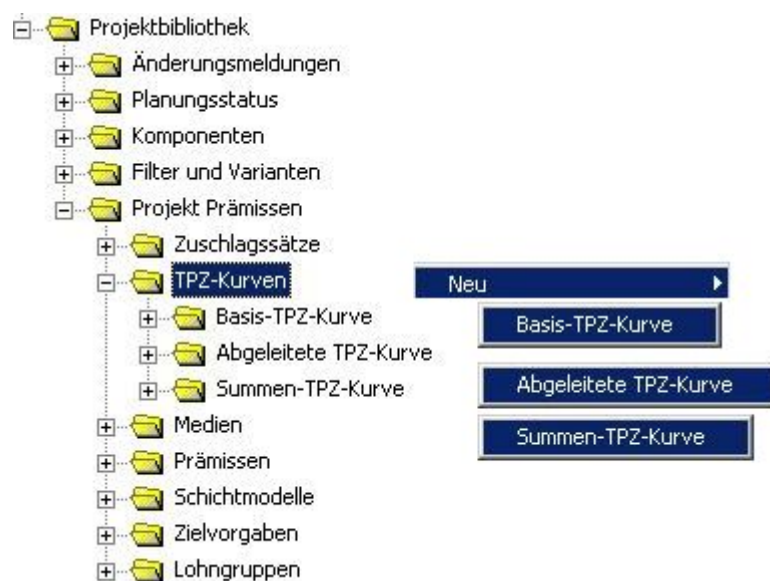 Projektbibliothek
Änderungsmeldungen
Planungsstatus
Komponenten
Filter und Varianten
Projekt Prämissen
Zuschlagssätze
TPZ-Kurven
Neu
Basis-TPZ-Kurve
Basis-TPZ-Kurve
Abgeleitete TPZ-Kurve
Abgeleitete TPZ-Kurve
Summen-TPZ-Kurve
Summen-TPZ-Kurve
Medien
Prämissen
Schichtmodelle
Zielvorgaben
Lohngruppen